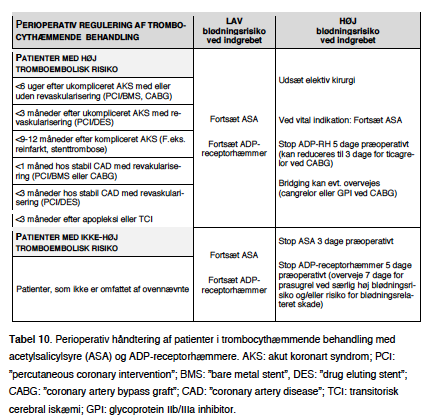 PERIOPERATIV REGULERING AF TROMBO-
CYTHÆMMENDE BEHANDLING
LAV
blødningsrisiko
ved indgrebet
HØJ
blødningsrisiko
ved indgrebet
PATIENTER MED HØJ
TROMBOEMBOLISK RISIKO
<6 uger efter ukompliceret AKS med eller
uden revaskularisering (PCI/BMS, CABG)
<3 måneder efter ukompliceret AKS med re-
vaskularisering (PCI/DES)
<9-12 måneder efter kompliceret AKS (F.eks.
reinfarkt, stenttrombose)
<1 måned hos stabil CAD med revakularise-
ring (PCI/BMS eller CABG)
<3 måneder hos stabil CAD med revaskulari-
sering (PCI/DES)
<3 måneder efter apopleksi eller TCI
Fortsæt ASA
Fortsæt ADP-
receptorhæmmer
Udsæt elektiv kirurgi
Ved vital indikation: Fortsæt ASA
Stop ADP-RH 5 dage præoperativt
(kan reduceres til 3 dage for ticagre-
lor ved CABG)
Bridging kan evt. overvejes
(cangrelor eller GPI ved CABG)
PATIENTER MED IKKE-HØJ
TROMBOEMBOLISK RISIKO
Patienter, som ikke er omfattet af ovennævnte
Fortsæt ASA
Fortsæt ADP-
receptorhæmmer
Stop ASA 3 dage præoperativt
Stop ADP-receptorhæmmer 5 dage
præoperativt (overveje 7 dage for
prasugrel ved særlig høj blødningsri-
siko og/eller risiko for blødningsrela-
teret skade)
Tabel 10. Perioperativ håndtering af patienter i trombocythæmmende behandling med
acetylsalicylsyre (ASA) og ADP-receptorhæmmere. AKS: akut koronart syndrom; PCI:
”percutaneous coronary intervention”; BMS: ”bare metal stent”, DES: ”drug eluting stent”;
CABG: ”coronary artery bypass graft”; CAD: ”coronary artery disease”; TCI: transitorisk
cerebral iskæmi; GPI: glycoprotein IIb/IIIa inhibitor.